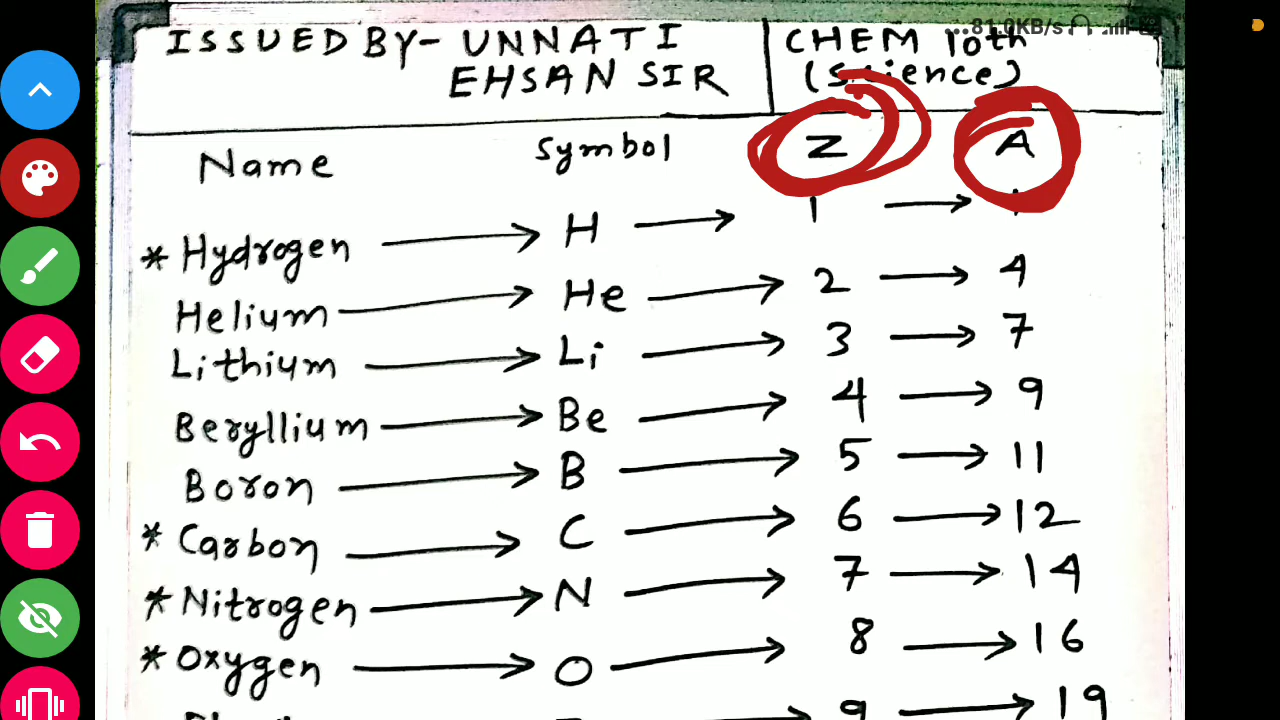 ...81.0KB/s
ISSUED BY- UNNATI
EHSAN SIR
CHEM 10th
(Science)
Name Symbol Z A
* Hydrogen → H → 1 → 1
Helium → He → 2 → 4
Lithium → Li → 3 → 7
Beryllium → Be → 4 → 9
Boron → B → 5 → 11
* Carbon → C → 6 → 12
* Nitrogen → N → 7 → 14
* Oxygen → O → 8 → 16
9 → 19